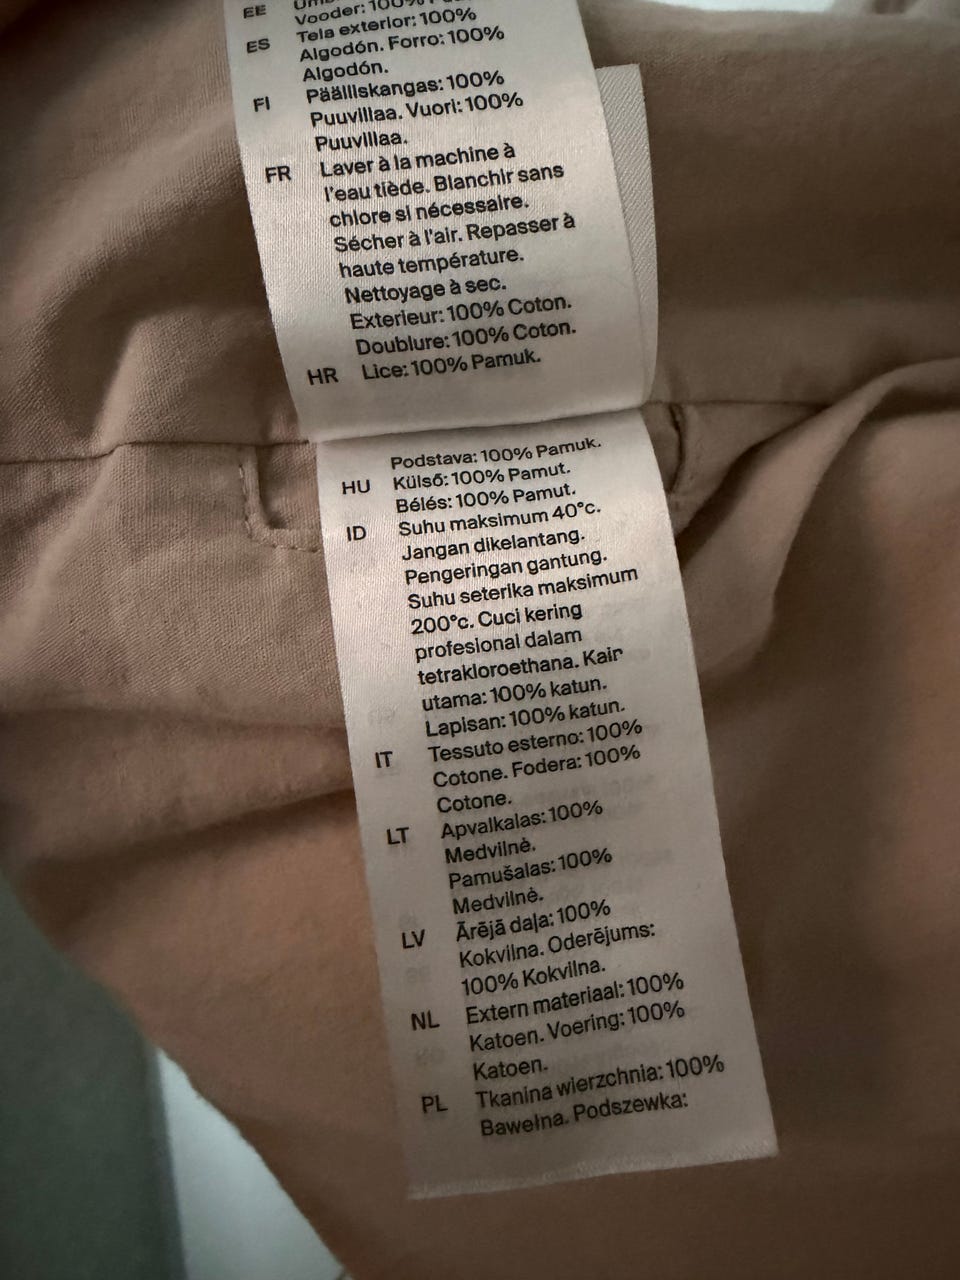 EE
Vooder: 100%
ES Tela exterior: 100%
Algodón. Forro: 100%
Algodón.
FI Päälliskangas: 100%
Puuvillaa. Vuori: 100%
Puuvillaa.
FR Laver à la machine à
l'eau tiède. Blanchir sans
chlore si nécessaire.
Sécher à l'air. Repasser à
haute température.
Nettoyage à sec.
Exterieur: 100% Coton.
Doublure: 100% Coton.
HR Lice: 100% Pamuk.
Podstava: 100% Pamuk.
HU Külső: 100% Pamut.
Bélés: 100% Pamut.
ID Suhu maksimum 40°c.
Jangan dikelantang.
Pengeringan gantung.
Suhu seterika maksimum
200°c. Cuci kering
profesional dalam
tetrakloroethana. Kain
utama: 100% katun.
Lapisan: 100% katun.
IT Tessuto esterno: 100%
Cotone. Fodera: 100%
Cotone.
LT Apvalkalas: 100%
Medvilnė.
Pamušalas: 100%
Medvilnė.
LV Ārējā daļa: 100%
Kokvilna. Oderējums:
100% Kokvilna.
NL Extern materiaal: 100%
Katoen. Voering: 100%
Katoen.
PL Tkanina wierzchnia: 100%
Bawełna. Podszewka: